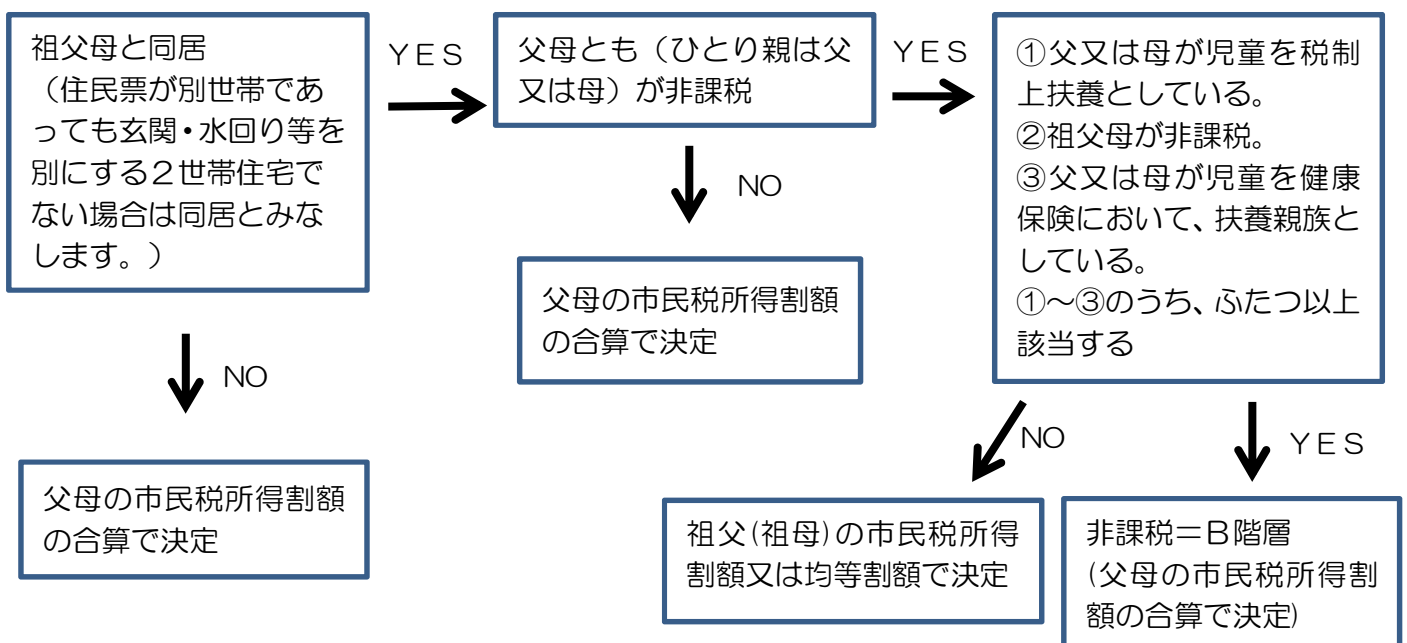 祖父母と同居
（住民票が別世帯であ
っても玄関・水回り等を
別にする２世帯住宅で
ない場合は同居とみな
します。）
ＹＥＳ
父母とも（ひとり親は父
又は母）が非課税
ＹＥＳ
①父又は母が児童を税制
上扶養としている。
②祖父母が非課税。
③父又は母が児童を健康
保険において、扶養親族と
している。
①～③のうち、ふたつ以上
該当する
NO
父母の市民税所得割額
の合算で決定
NO
父母の市民税所得割額
の合算で決定
NO
祖父(祖母)の市民税所得
割額又は均等割額で決定
ＹＥＳ
非課税＝Ｂ階層
(父母の市民税所得割
額の合算で決定)